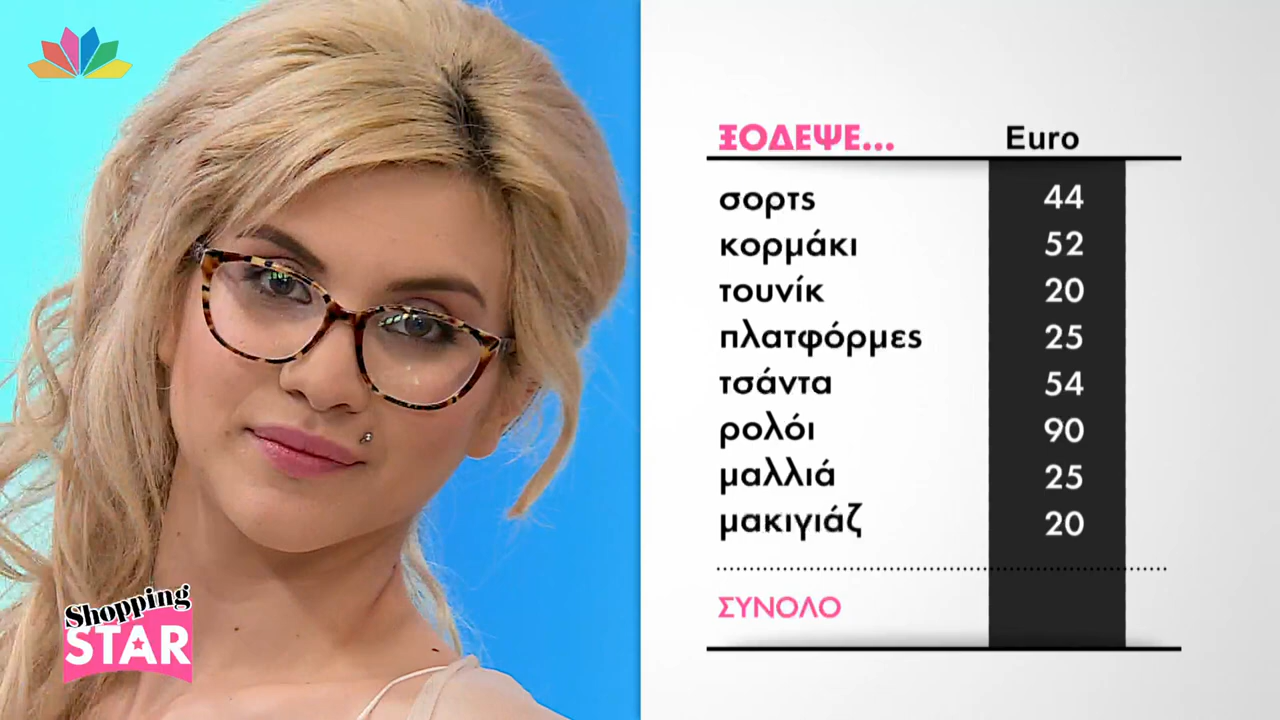 ΞΟΔΕΨΕ... Euro
σορτς 44
κορμάκι 52
τουνίκ 20
πλατφόρμες 25
τσάντα 54
ρολόι 90
μαλλιά 25
μακιγιάζ 20
ΣΥΝΟΛΟ
Shopping
STAR